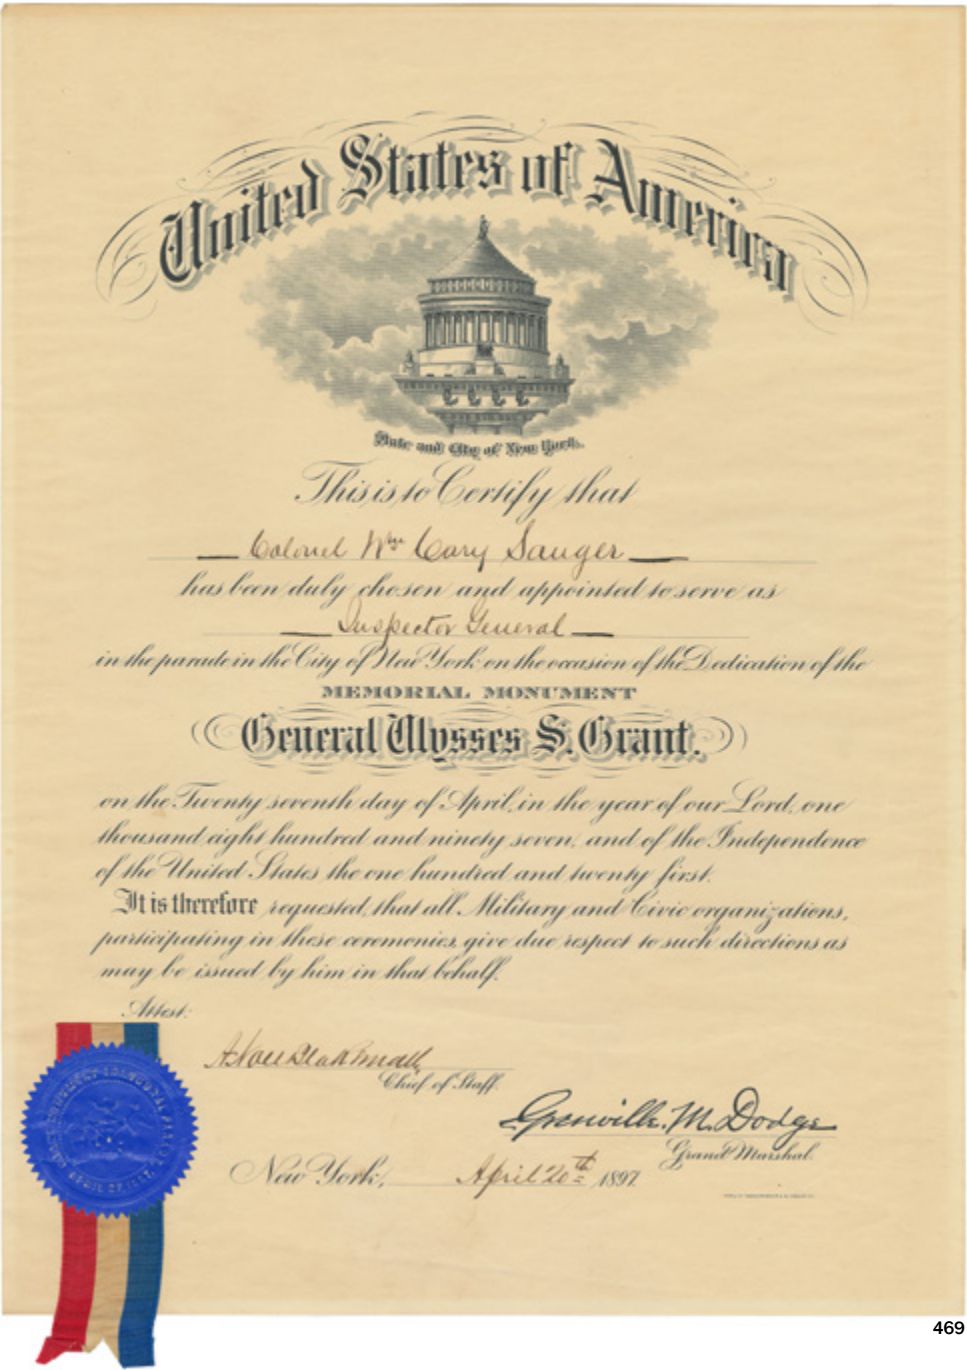 United States of America
State and City of New York.
This is to Certify that
Colonel Wm Cary Sanger
has been duly chosen and appointed to serve as
Inspector General
in the parade in the City of New York on the occasion of the Dedication of the
MEMORIAL MONUMENT
General Ulysses S. Grant.
on the Twenty seventh day of April, in the year of our Lord, one
thousand eight hundred and ninety seven, and of the Independence
of the United States the one hundred and twenty first.
It is therefore requested, that all Military and Civic organizations,
participating in these ceremonies, give due respect to such directions as
may be issued by him in that behalf.
Attest:
Chief of Staff.
Grenville M. Dodge
Grand Marshal.
New York, April 20th 1897
APRIL 27, 1897
469